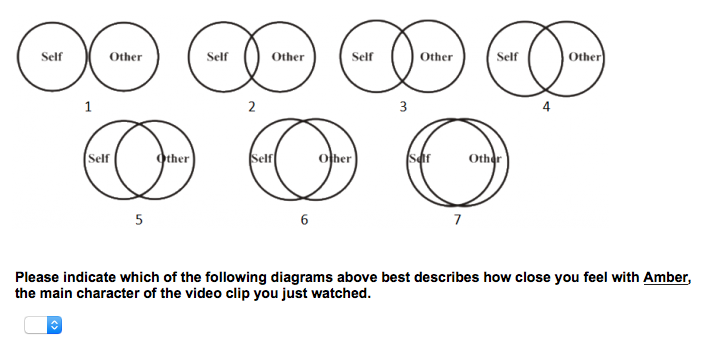 Self Other Self Other Self Other Self Other
1 2 3 4
Self Other Self Other Self Other
5 6 7
Please indicate which of the following diagrams above best describes how close you feel with Amber,
the main character of the video clip you just watched.